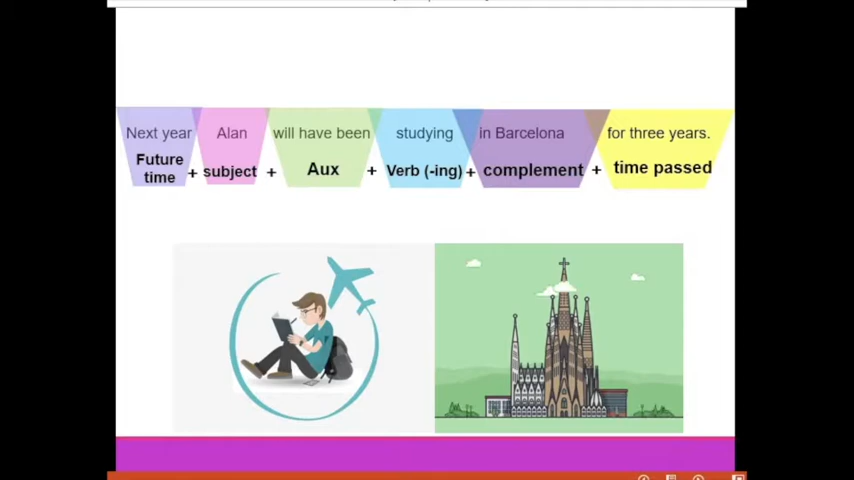 Next year Alan will have been studying in Barcelona for three years.
Future time + subject + Aux + Verb (-ing) + complement + time passed